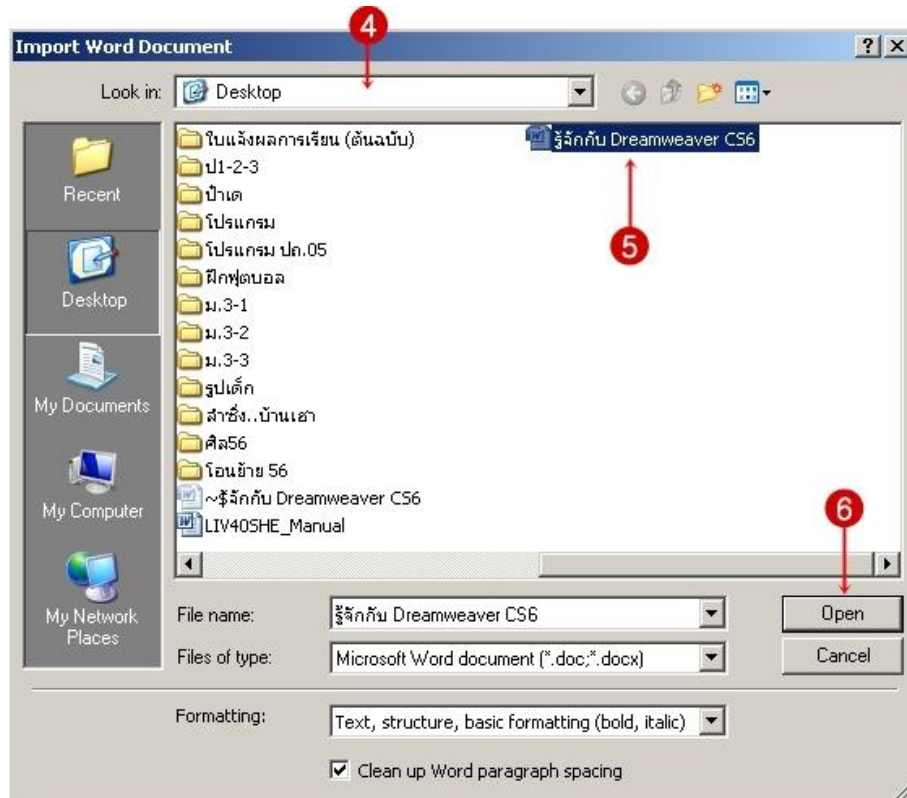 4
Import Word Document
Look in: Desktop
Recent
Desktop
My Documents
My Computer
My Network
Places
ใบแจ้งผลการเรียน (ต้นฉบับ)
ป1-2-3
ป๋าเด
โปรแกรม
โปรแกรม ปถ.05
ฝึกฟุตบอล
ม.3-1
ม.3-2
ม.3-3
รูปเด็ก
ลำซิ่ง..บ้านเฮา
ศิล56
โอนย้าย 56
~$จักกับ Dreamweaver CS6
LIV40SHE_Manual
รู้จักกับ Dreamweaver CS6
5
6
File name: รู้จักกับ Dreamweaver CS6 Open
Files of type: Microsoft Word document (*.doc;*.docx) Cancel
Formatting: Text, structure, basic formatting (bold, italic)
Clean up Word paragraph spacing